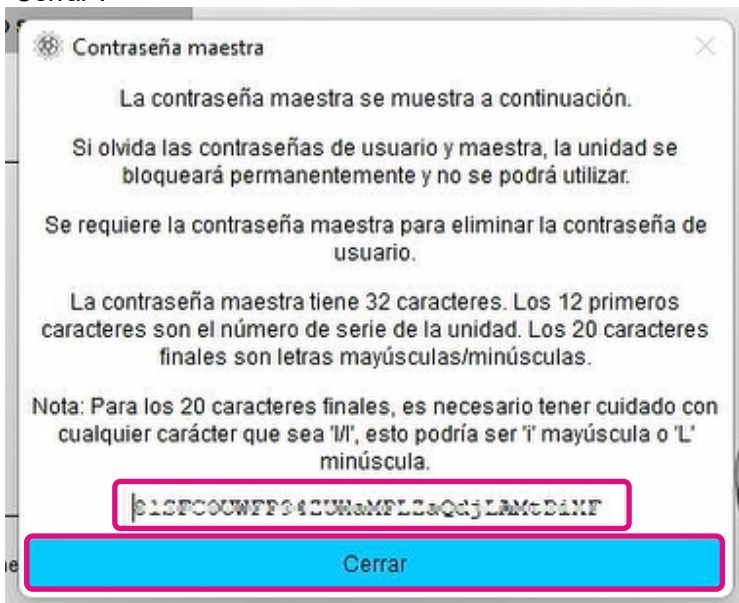 Contraseña maestra
La contraseña maestra se muestra a continuación.
Si olvida las contraseñas de usuario y maestra, la unidad se
bloqueará permanentemente y no se podrá utilizar.
Se requiere la contraseña maestra para eliminar la contraseña de
usuario.
La contraseña maestra tiene 32 caracteres. Los 12 primeros
caracteres son el número de serie de la unidad. Los 20 caracteres
finales son letras mayúsculas/minúsculas.
Nota: Para los 20 caracteres finales, es necesario tener cuidado con
cualquier carácter que sea 'I/l', esto podría ser 'i' mayúscula o 'L'
minúscula.
Cerrar